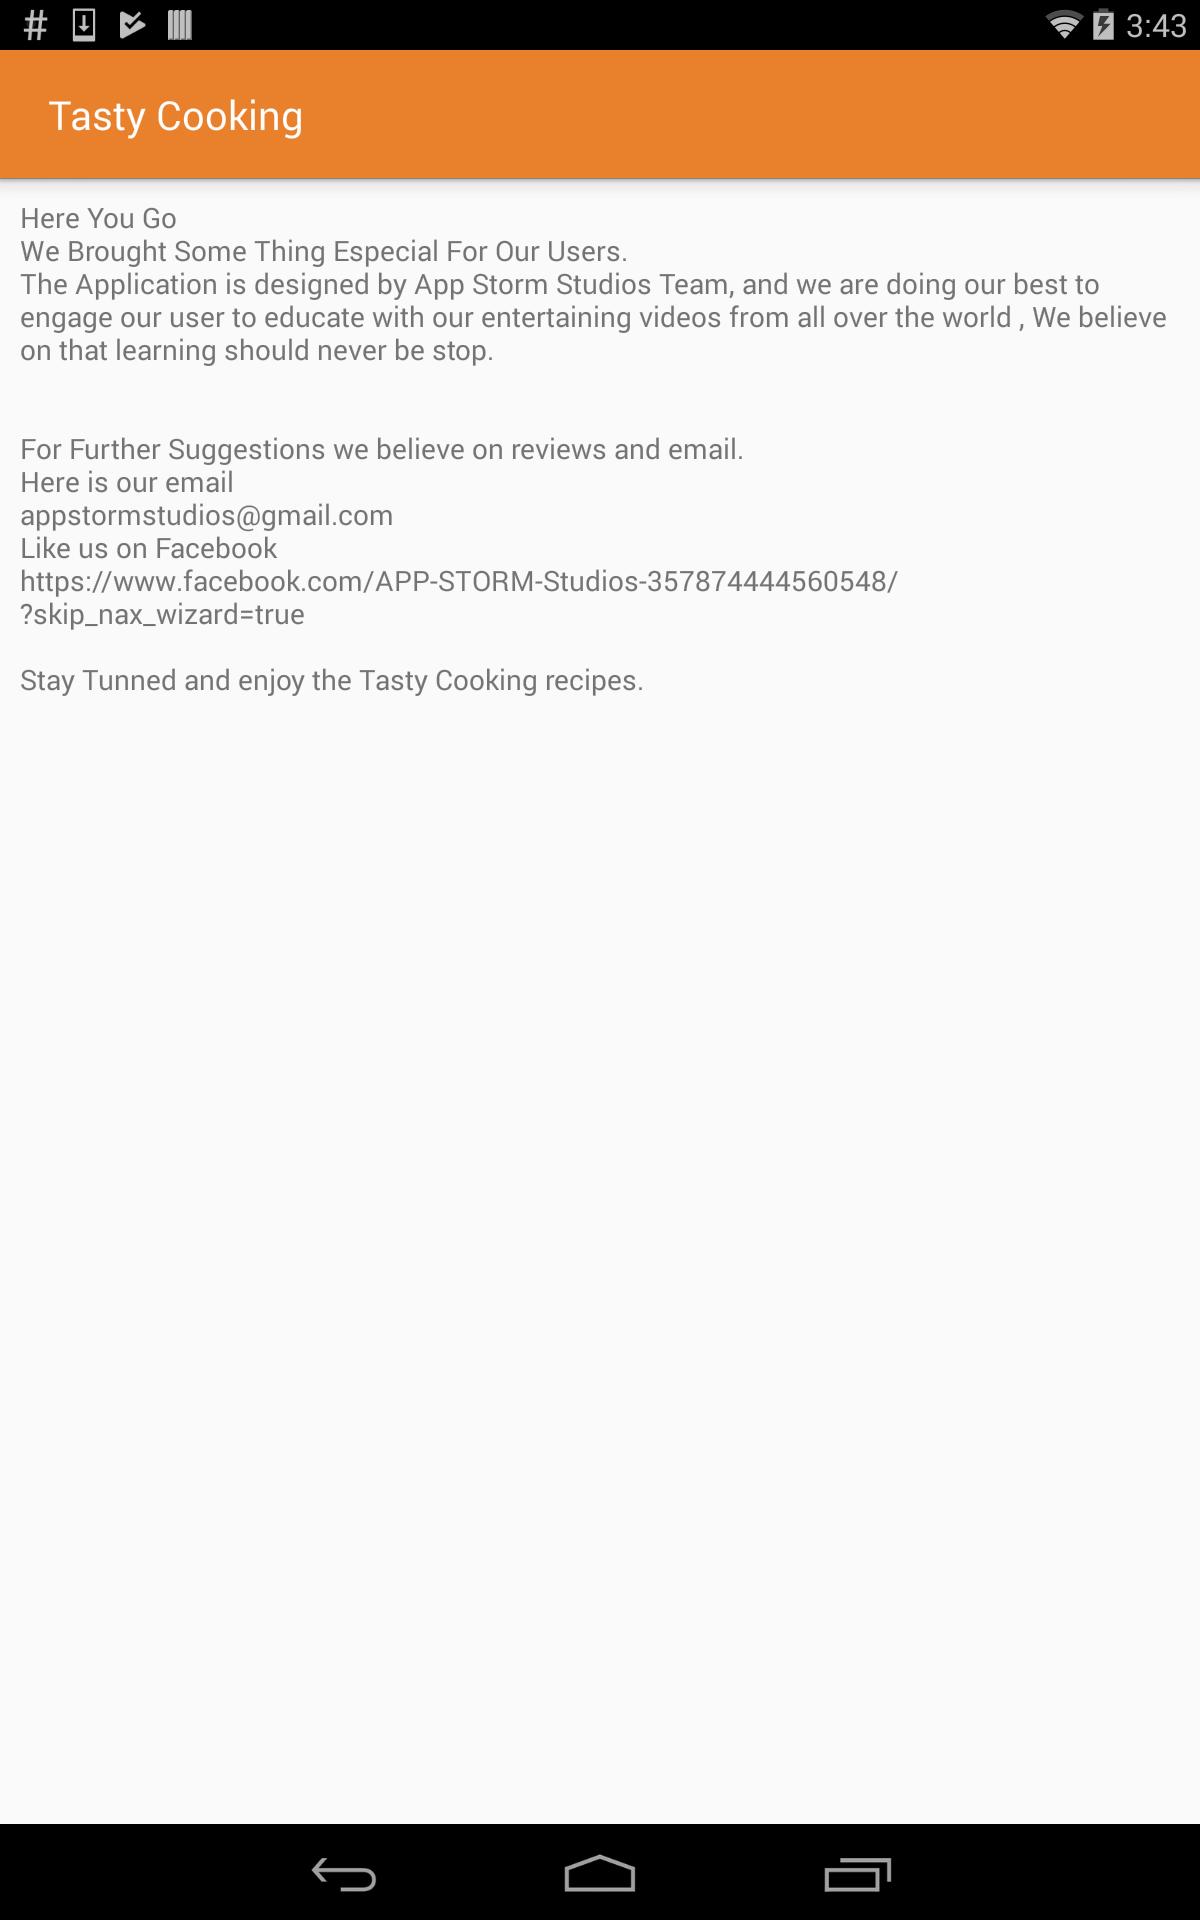 3:43
Tasty Cooking
Here You Go
We Brought Some Thing Especial For Our Users.
The Application is designed by App Storm Studios Team, and we are doing our best to
engage our user to educate with our entertaining videos from all over the world , We believe
on that learning should never be stop.
For Further Suggestions we believe on reviews and email.
Here is our email
appstormstudios@gmail.com
Like us on Facebook
https://www.facebook.com/APP-STORM-Studios-357874444560548/
?skip_nax_wizard=true
Stay Tunned and enjoy the Tasty Cooking recipes.